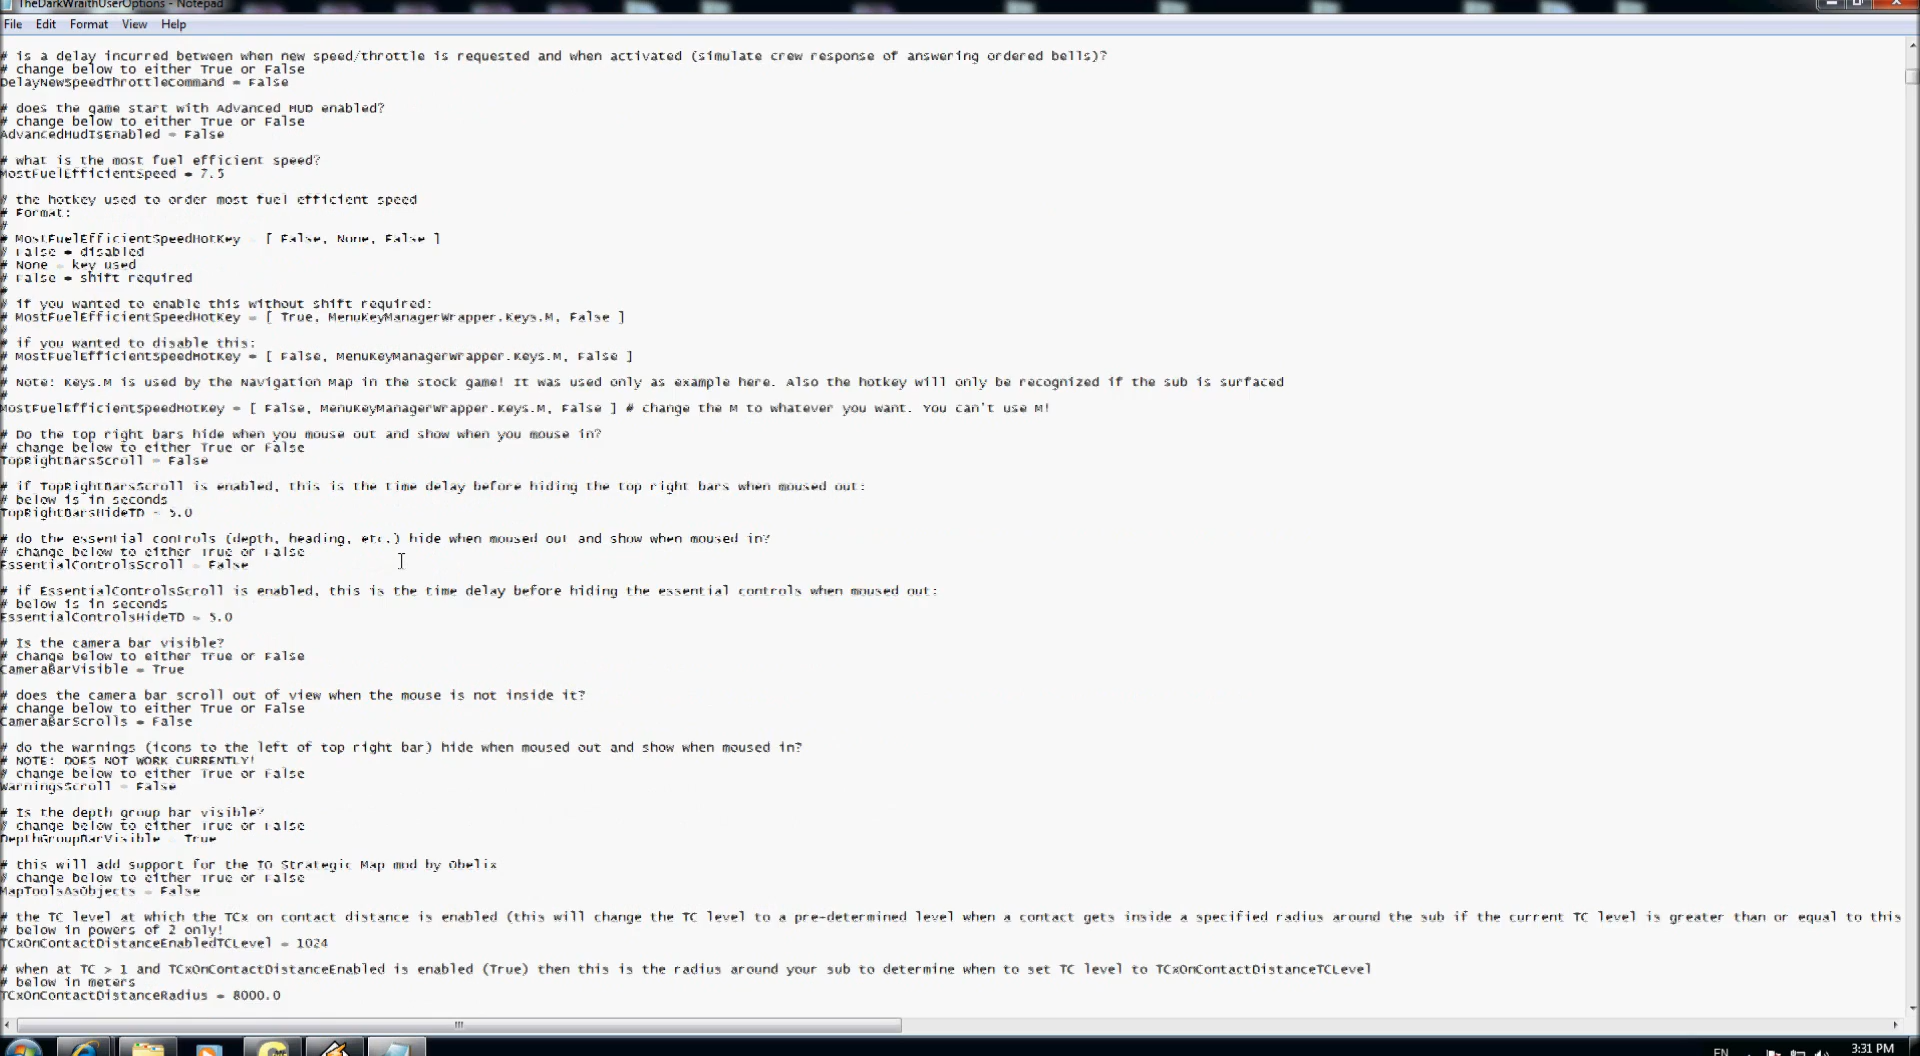 TheDarkWraithUserOptions - Notepad
File Edit Format View Help
# is a delay incurred between when new speed/throttle is requested and when activated (simulate crew response of answering ordered bells)?
# change below to either True or False
DelayNewSpeedThrottleCommand = False
# does the game start with Advanced HUD enabled?
# change below to either True or False
AdvancedHudIsEnabled = False
# what is the most fuel efficient speed?
MostFuelEfficientSpeed = 7.5
# the hotkey used to order most fuel efficient speed
# Format:
#
# MostFuelEfficientSpeedHotKey = [ False, None, False ]
# False = disabled
# None = key used
# False = shift required
#
# if you wanted to enable this without shift required:
# MostFuelEfficientSpeedHotKey = [ True, MenuKeyManagerWrapper.Keys.M, False ]
#
# if you wanted to disable this:
# MostFuelEfficientSpeedHotKey = [ False, MenuKeyManagerWrapper.Keys.M, False ]
#
# Note: Keys.M is used by the Navigation Map in the stock game! It was used only as example here. Also the hotkey will only be recognized if the sub is surfaced
#
MostFuelEfficientSpeedHotKey = [ False, MenuKeyManagerWrapper.Keys.M, False ] # change the M to whatever you want. You can't use M!
# Do the top right bars hide when you mouse out and show when you mouse in?
# change below to either True or False
TopRightBarsScroll = False
# if TopRightBarsScroll is enabled, this is the time delay before hiding the top right bars when moused out:
# below is in seconds
TopRightBarsHideTD = 5.0
# do the essential controls (depth, heading, etc.) hide when moused out and show when moused in?
# change below to either True or False
EssentialControlsScroll = False
# if EssentialControlsScroll is enabled, this is the time delay before hiding the essential controls when moused out:
# below is in seconds
EssentialControlsHideTD = 5.0
# Is the camera bar visible?
# change below to either True or False
CameraBarVisible = True
# does the camera bar scroll out of view when the mouse is not inside it?
# change below to either True or False
CameraBarScrolls = False
# do the warnings (icons to the left of top right bar) hide when moused out and show when moused in?
# NOTE: DOES NOT WORK CURRENTLY!
# change below to either True or False
WarningsScroll = False
# Is the depth group bar visible?
# change below to either True or False
DepthGroupBarVisible = True
# this will add support for the TO Strategic Map mod by Obelix
# change below to either True or False
MapToolsAsObjects = False
# the TC level at which the TCx on contact distance is enabled (this will change the TC level to a pre-determined level when a contact gets inside a specified radius around the sub if the current TC level is greater than or equal to this
# below in powers of 2 only!
TCxOnContactDistanceEnabledTCLevel = 1024
# when at TC > 1 and TCxOnContactDistanceEnabled is enabled (True) then this is the radius around your sub to determine when to set TC level to TCxOnContactDistanceTCLevel
# below in meters
TCxOnContactDistanceRadius = 8000.0
EN
3:31 PM